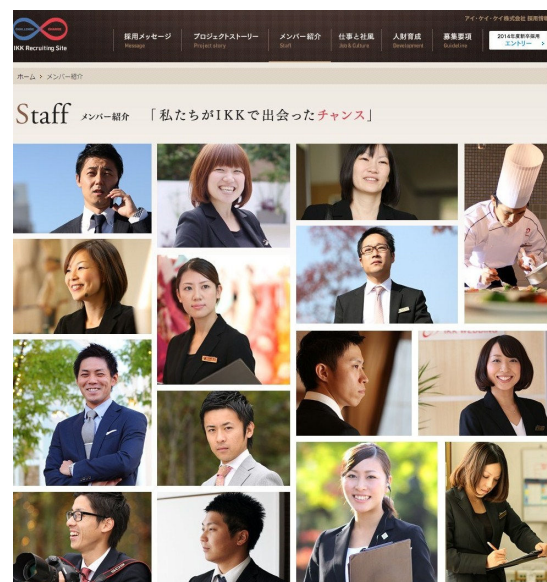 アイ・ケイ・ケイ株式会社 採用情報
IKK Recruiting Site
採用メッセージ
Message
プロジェクトストーリー
Project story
メンバー紹介
Staff
仕事と社風
Job & Culture
人財育成
Development
募集要項
Guideline
2014年度新卒採用
エントリー
ホーム > メンバー紹介
Staff メンバー紹介 「私たちがIKKで出会ったチャンス」